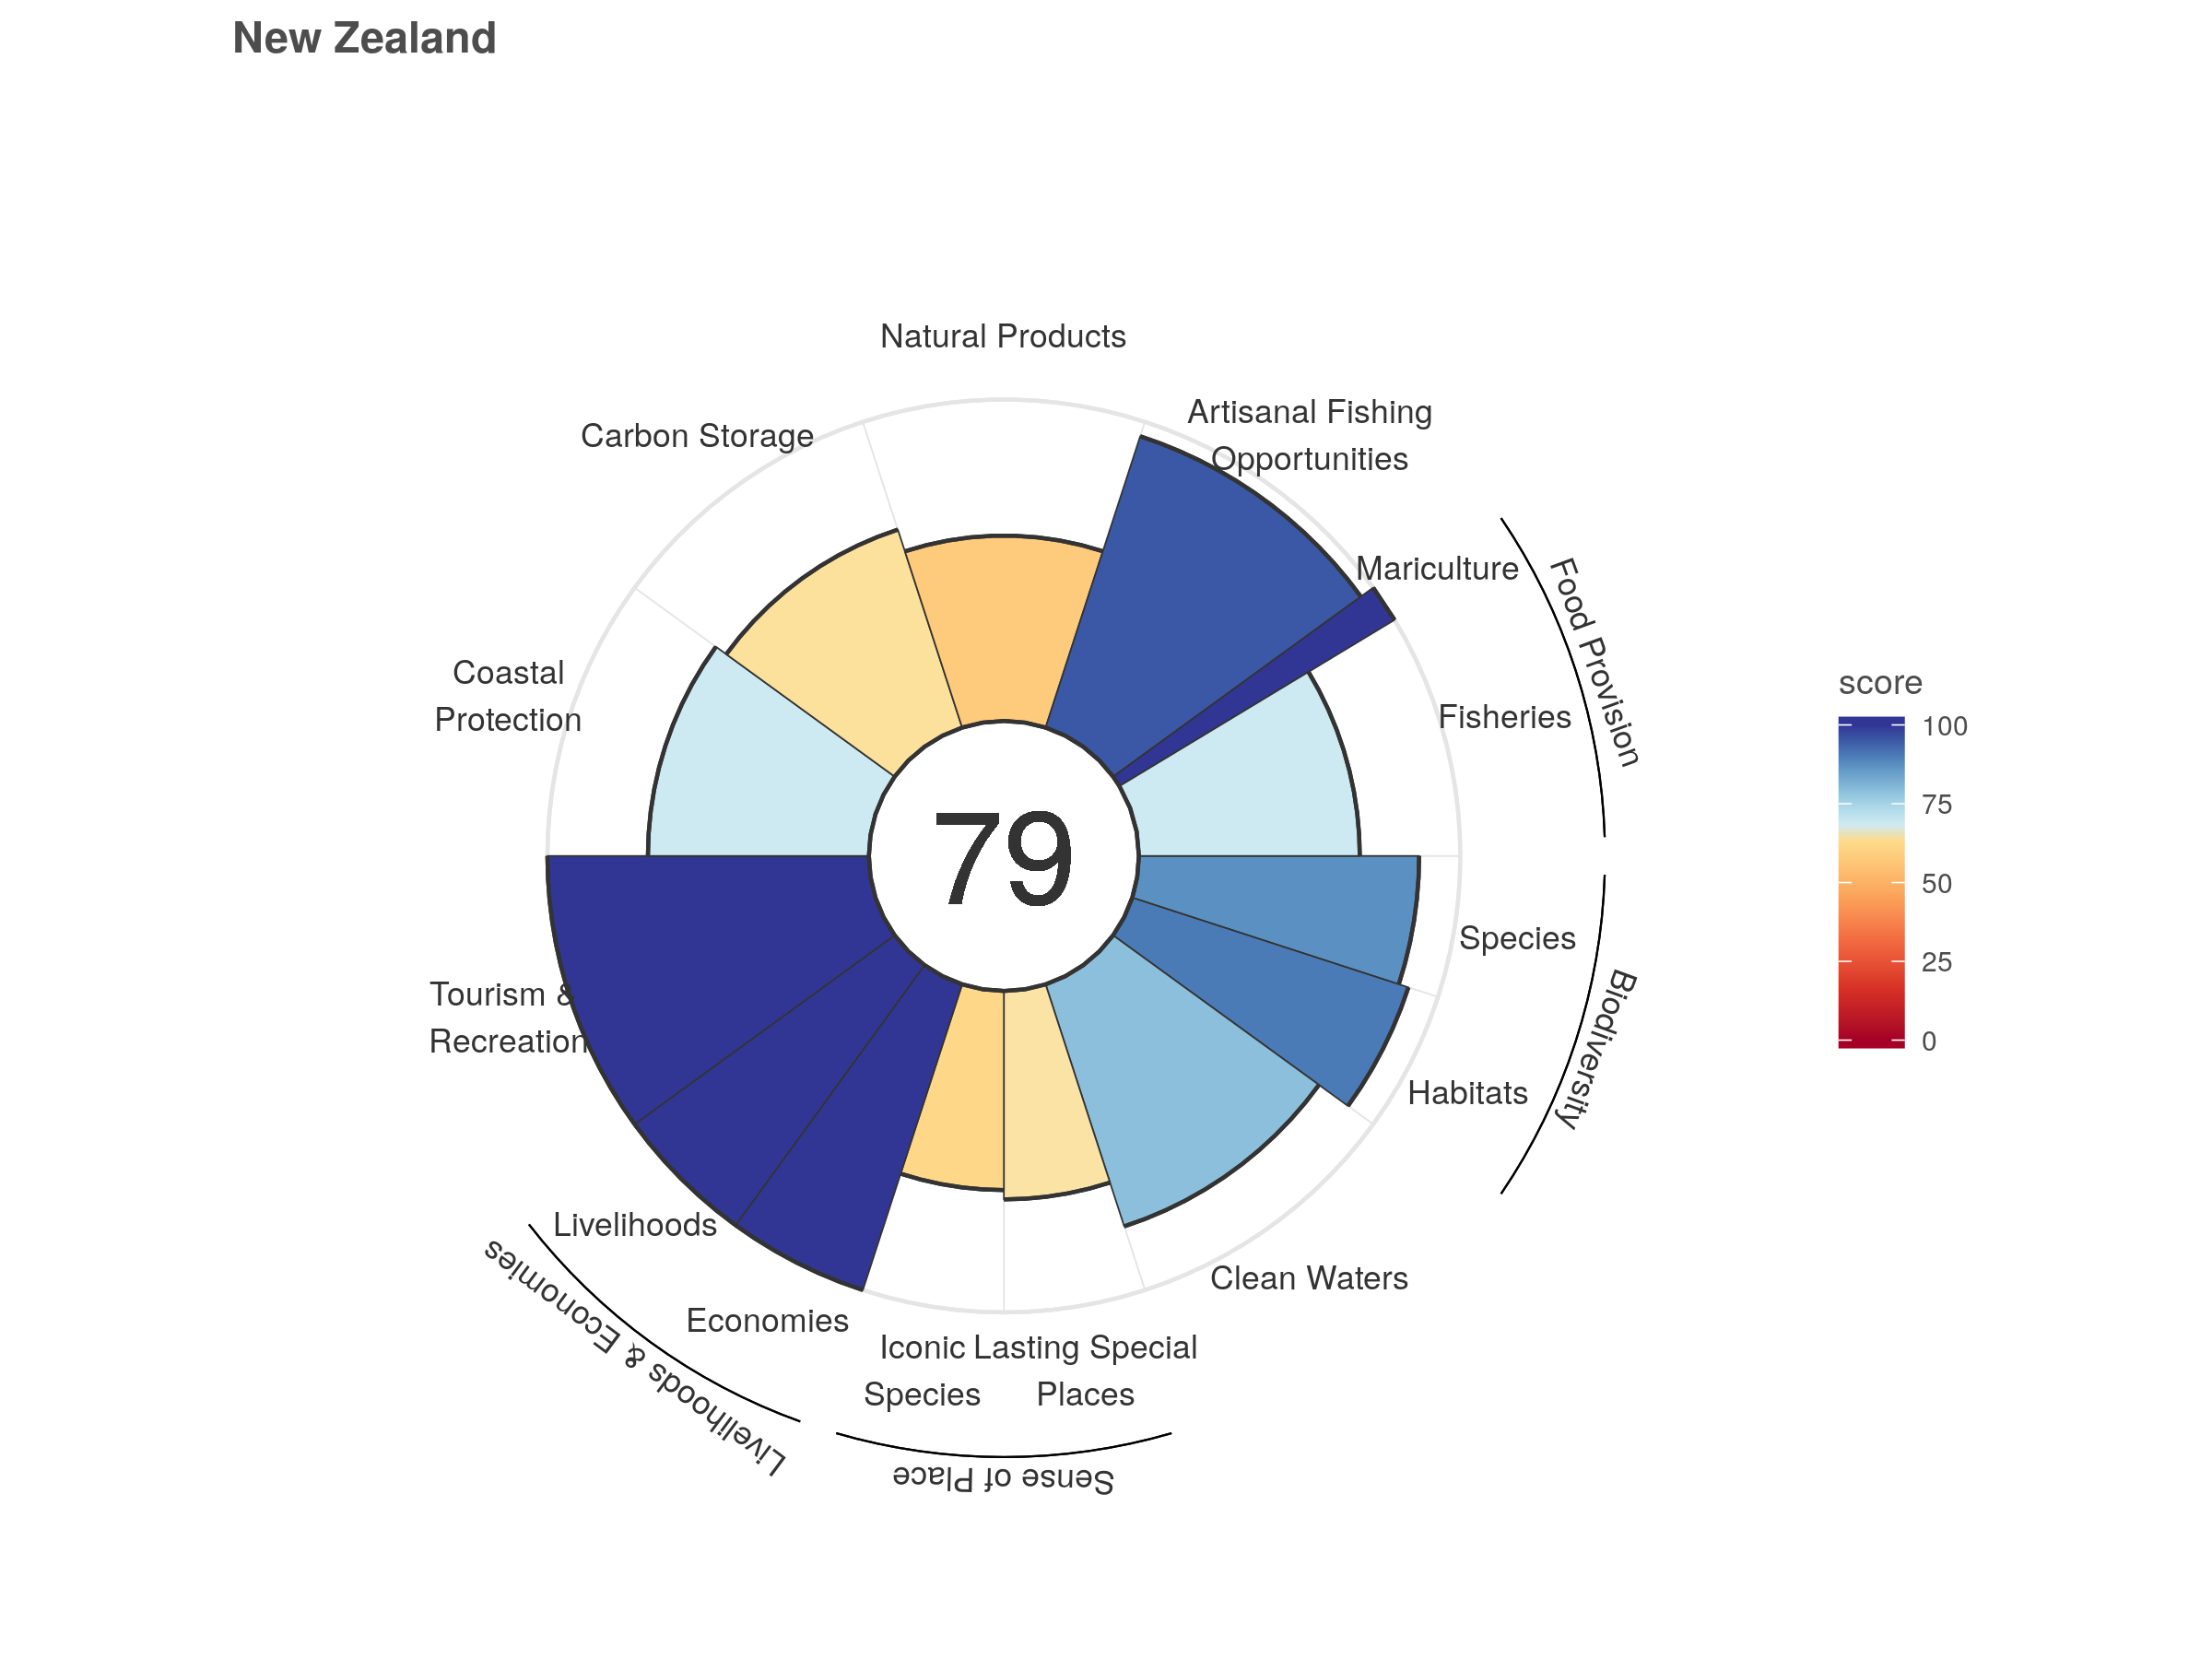 New Zealand
Natural Products
Artisanal Fishing
Opportunities
Carbon Storage
Mariculture
Food Provision
Coastal
Protection
Fisheries
79
Species
Biodiversity
Tourism &
Recreation
Habitats
Livelihoods
Clean Waters
Economies
Livelihoods & Economies
Iconic
Species
Lasting Special
Places
Sense of Place
score
100
75
50
25
0